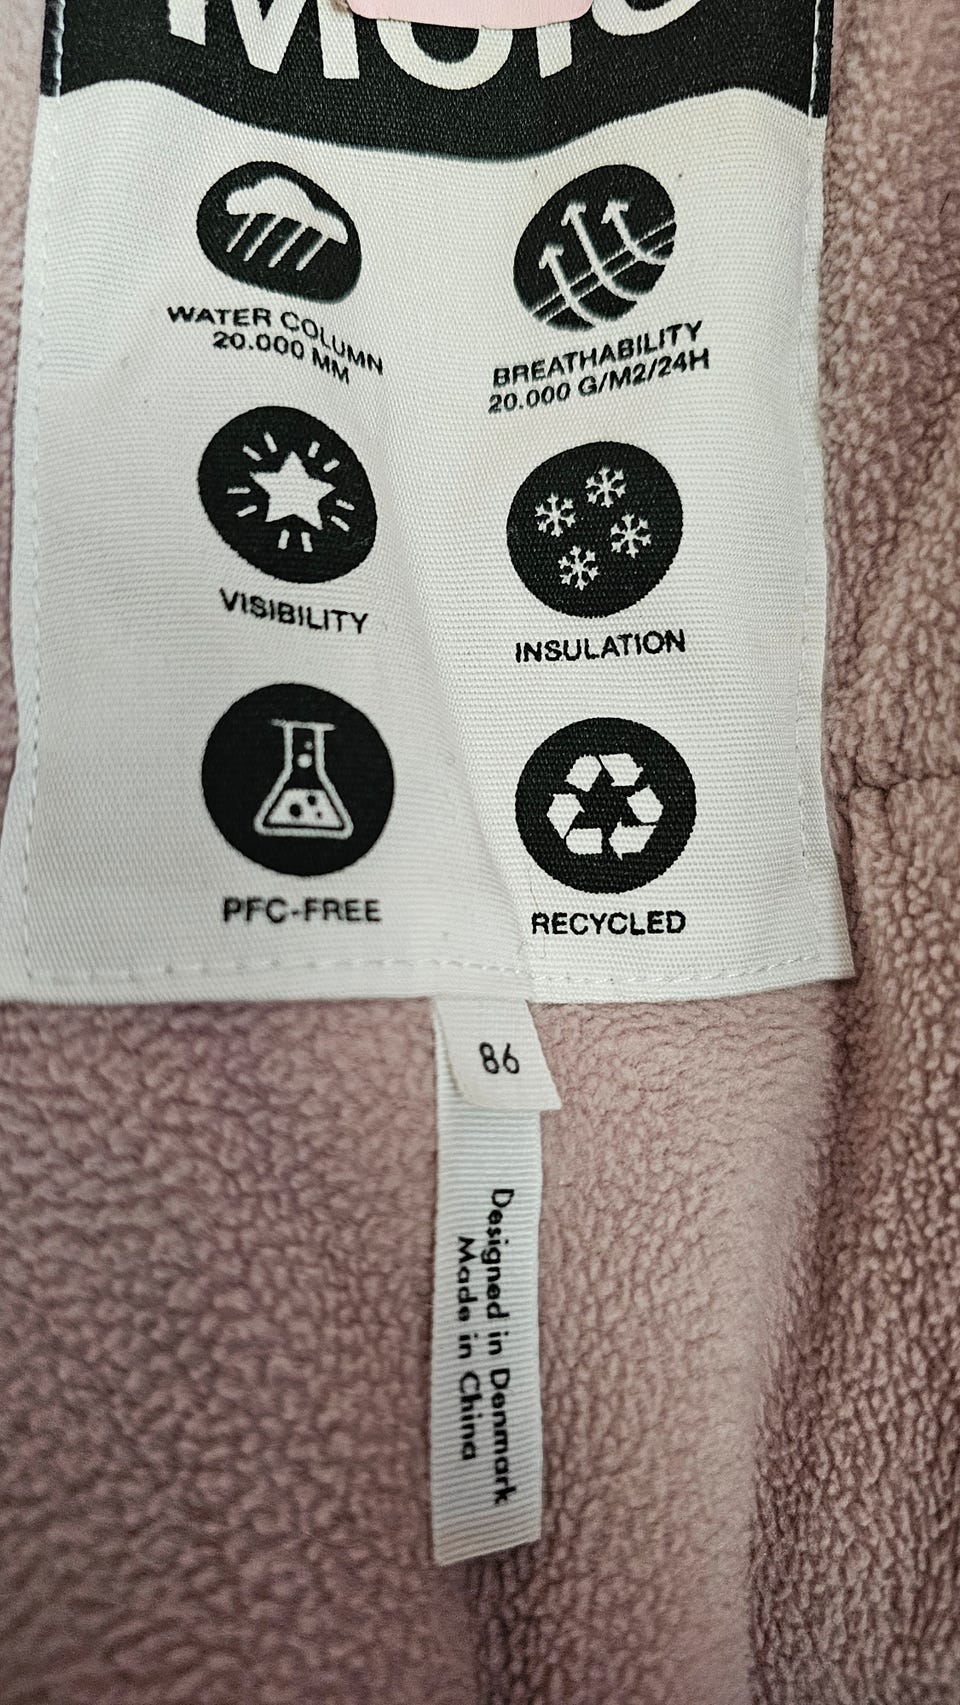 WATER COLUMN
20.000 MM
BREATHABILITY
20.000 G/M2/24H
VISIBILITY
INSULATION
PFC-FREE
RECYCLED
86
Designed in Denmark
Made in China